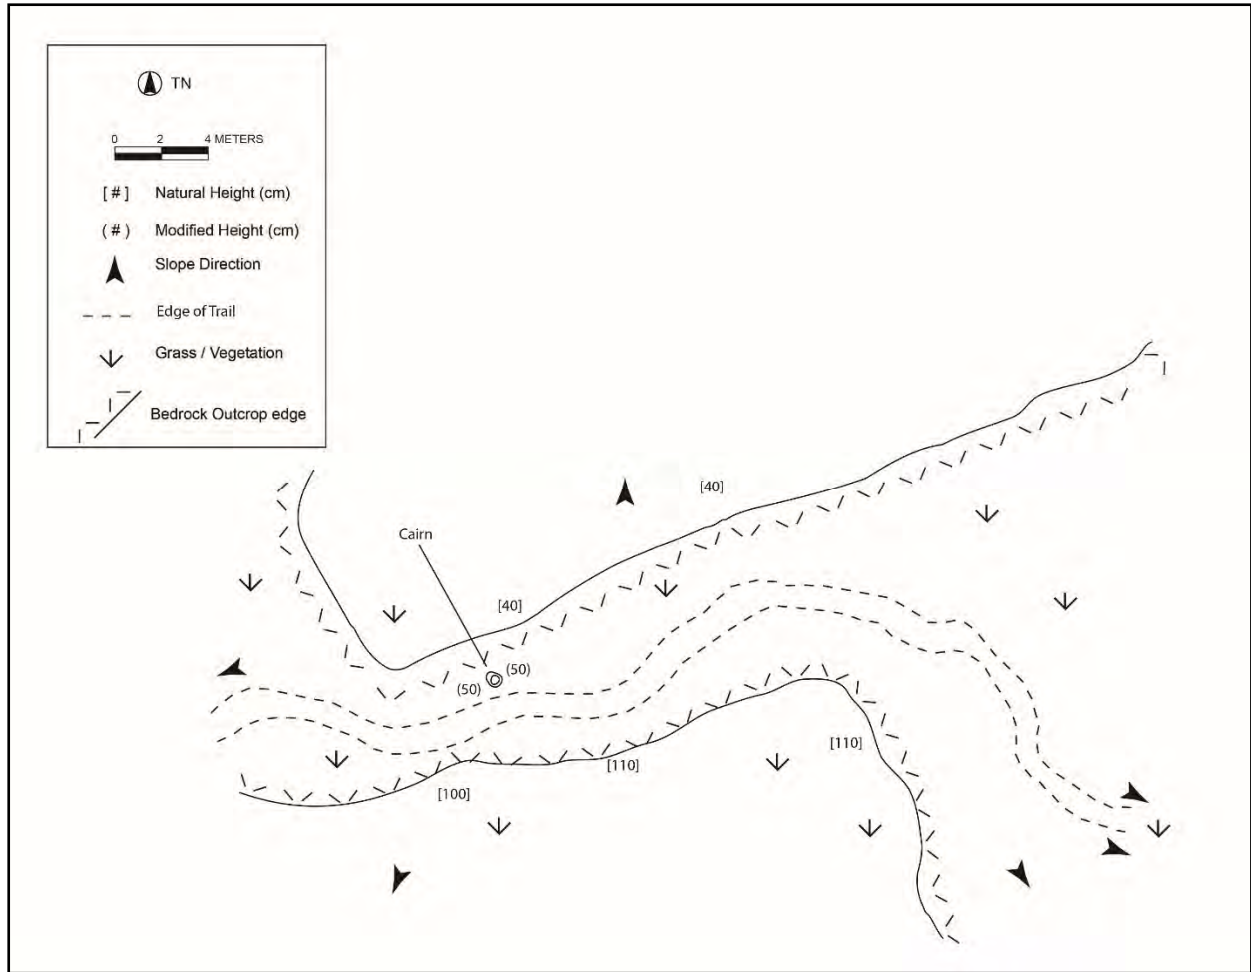 TN
0 2 4 METERS
[ # ] Natural Height (cm)
( # ) Modified Height (cm)
Slope Direction
Edge of Trail
Grass / Vegetation
Bedrock Outcrop edge
[40]
Cairn
[40]
(50)
(50)
[110]
[110]
[100]